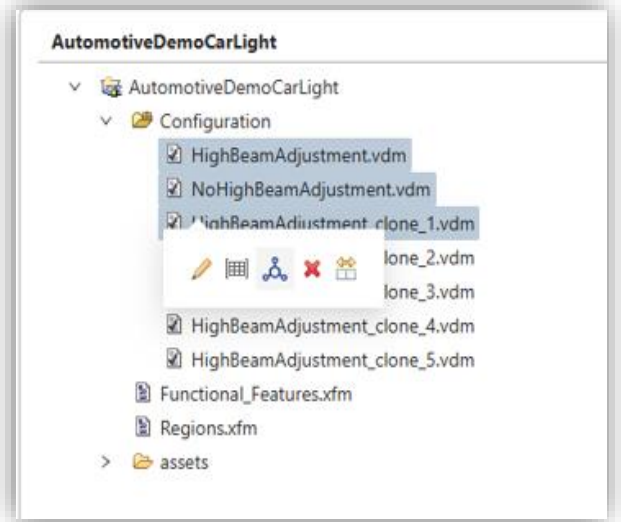 AutomotiveDemoCarLight
AutomotiveDemoCarLight
Configuration
HighBeamAdjustment.vdm
NoHighBeamAdjustment.vdm
HighBeamAdjustment_clone_1.vdm
lone_2.vdm
lone_3.vdm
HighBeamAdjustment_clone_4.vdm
HighBeamAdjustment_clone_5.vdm
Functional_Features.xfm
Regions.xfm
assets